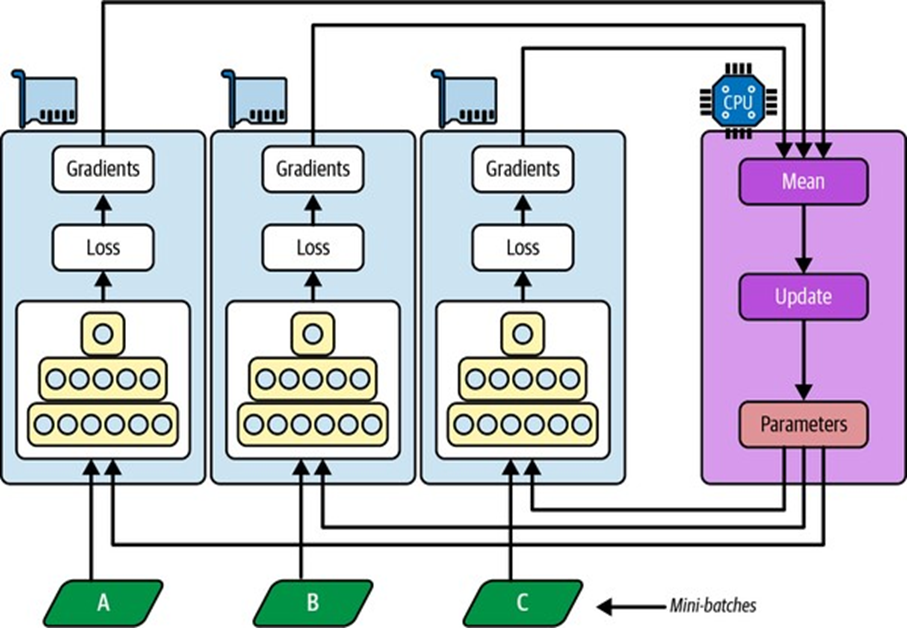 CPU
Gradients
Gradients
Gradients
Mean
Loss
Loss
Loss
Update
Parameters
A
B
C
Mini-batches